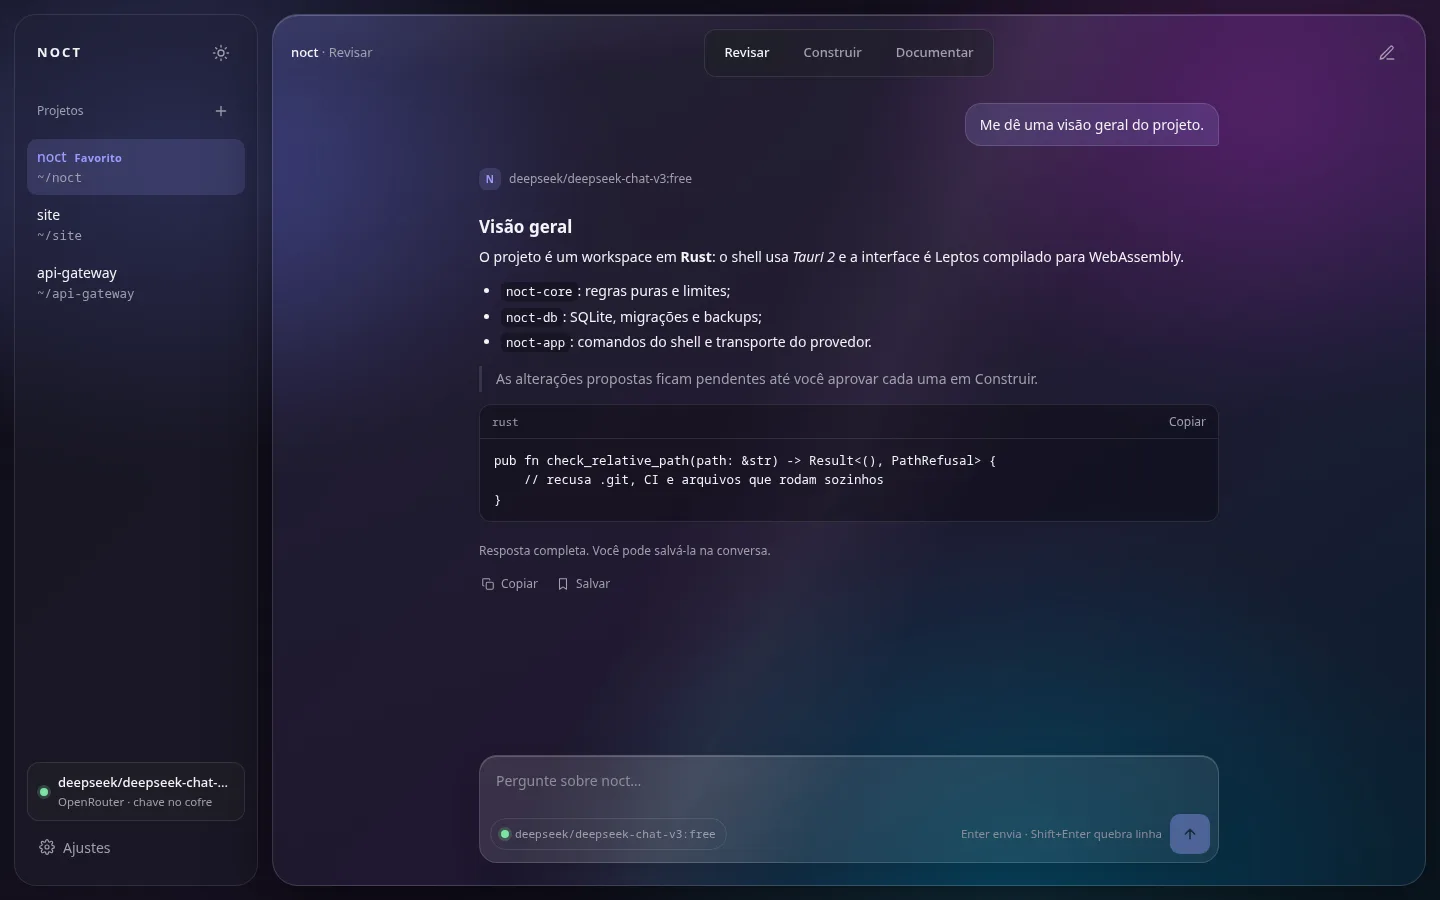 NOCT
Projetos
noct Favorito
~/noct
site
~/site
api-gateway
~/api-gateway
deepseek/deepseek-chat-...
OpenRouter · chave no cofre
Ajustes
noct · Revisar
Revisar Construir Documentar
Me dê uma visão geral do projeto.
N deepseek/deepseek-chat-v3:free
Visão geral
O projeto é um workspace em Rust: o shell usa Tauri 2 e a interface é Leptos compilado para WebAssembly.
• noct-core: regras puras e limites;
• noct-db: SQLite, migrações e backups;
• noct-app: comandos do shell e transporte do provedor.
As alterações propostas ficam pendentes até você aprovar cada uma em Construir.
rust Copiar
pub fn check_relative_path(path: &str) -> Result<(), PathRefusal> {
    // recusa .git, CI e arquivos que rodam sozinhos
}
Resposta completa. Você pode salvá-la na conversa.
Copiar Salvar
Pergunte sobre noct...
deepseek/deepseek-chat-v3:free Enter envia · Shift+Enter quebra linha